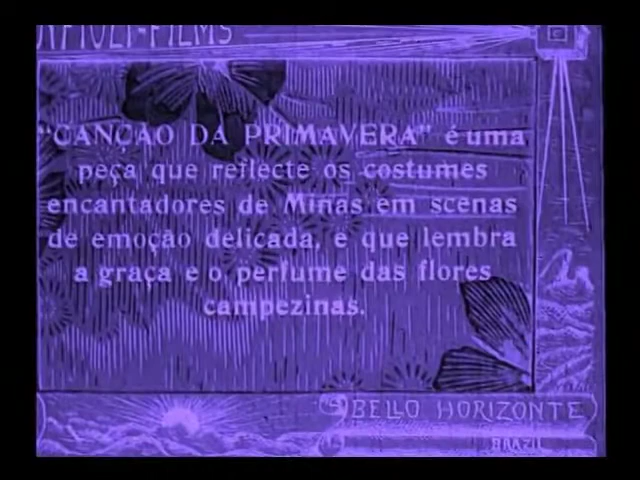 -FILMS
"CANÇÃO DA PRIMAVERA" é uma
peça que reflecte os costumes
encantadores de Minas em scenas
de emoção delicada, e que lembra
a graça e o perfume das flores
campezinas.
BELLO HORIZONTE
BRAZIL